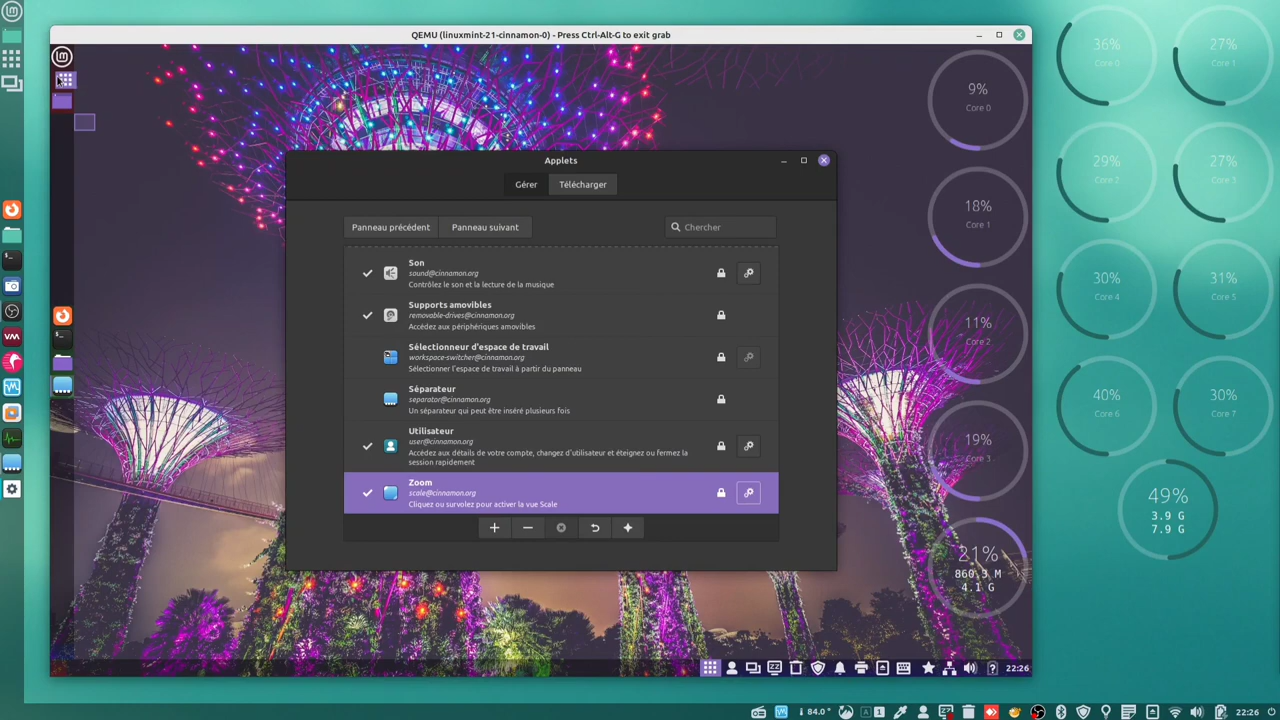 QEMU (linuxmint-21-cinnamon-0) - Press Ctrl-Alt-G to exit grab
Applets
Gérer
Télécharger
Panneau précédent
Panneau suivant
Chercher
Son
sound@cinnamon.org
Contrôlez le son et la lecture de la musique
Supports amovibles
removable-drives@cinnamon.org
Accédez aux périphériques amovibles
Sélectionneur d'espace de travail
workspace-switcher@cinnamon.org
Sélectionner l'espace de travail à partir du panneau
Séparateur
separator@cinnamon.org
Un séparateur qui peut être inséré plusieurs fois
Utilisateur
user@cinnamon.org
Accédez aux détails de votre compte, changez d'utilisateur et éteignez ou fermez la
session rapidement
Zoom
scale@cinnamon.org
Cliquez ou survolez pour activer la vue Scale
9%
Core 0
18%
Core 1
11%
Core 2
19%
Core 3
21%
860.3 M
4.1 G
22:26
36%
Core 0
27%
Core 1
29%
Core 2
27%
Core 3
30%
Core 4
31%
Core 5
40%
Core 6
30%
Core 7
49%
3.9 G
7.9 G
84.0°
A
1
22:26